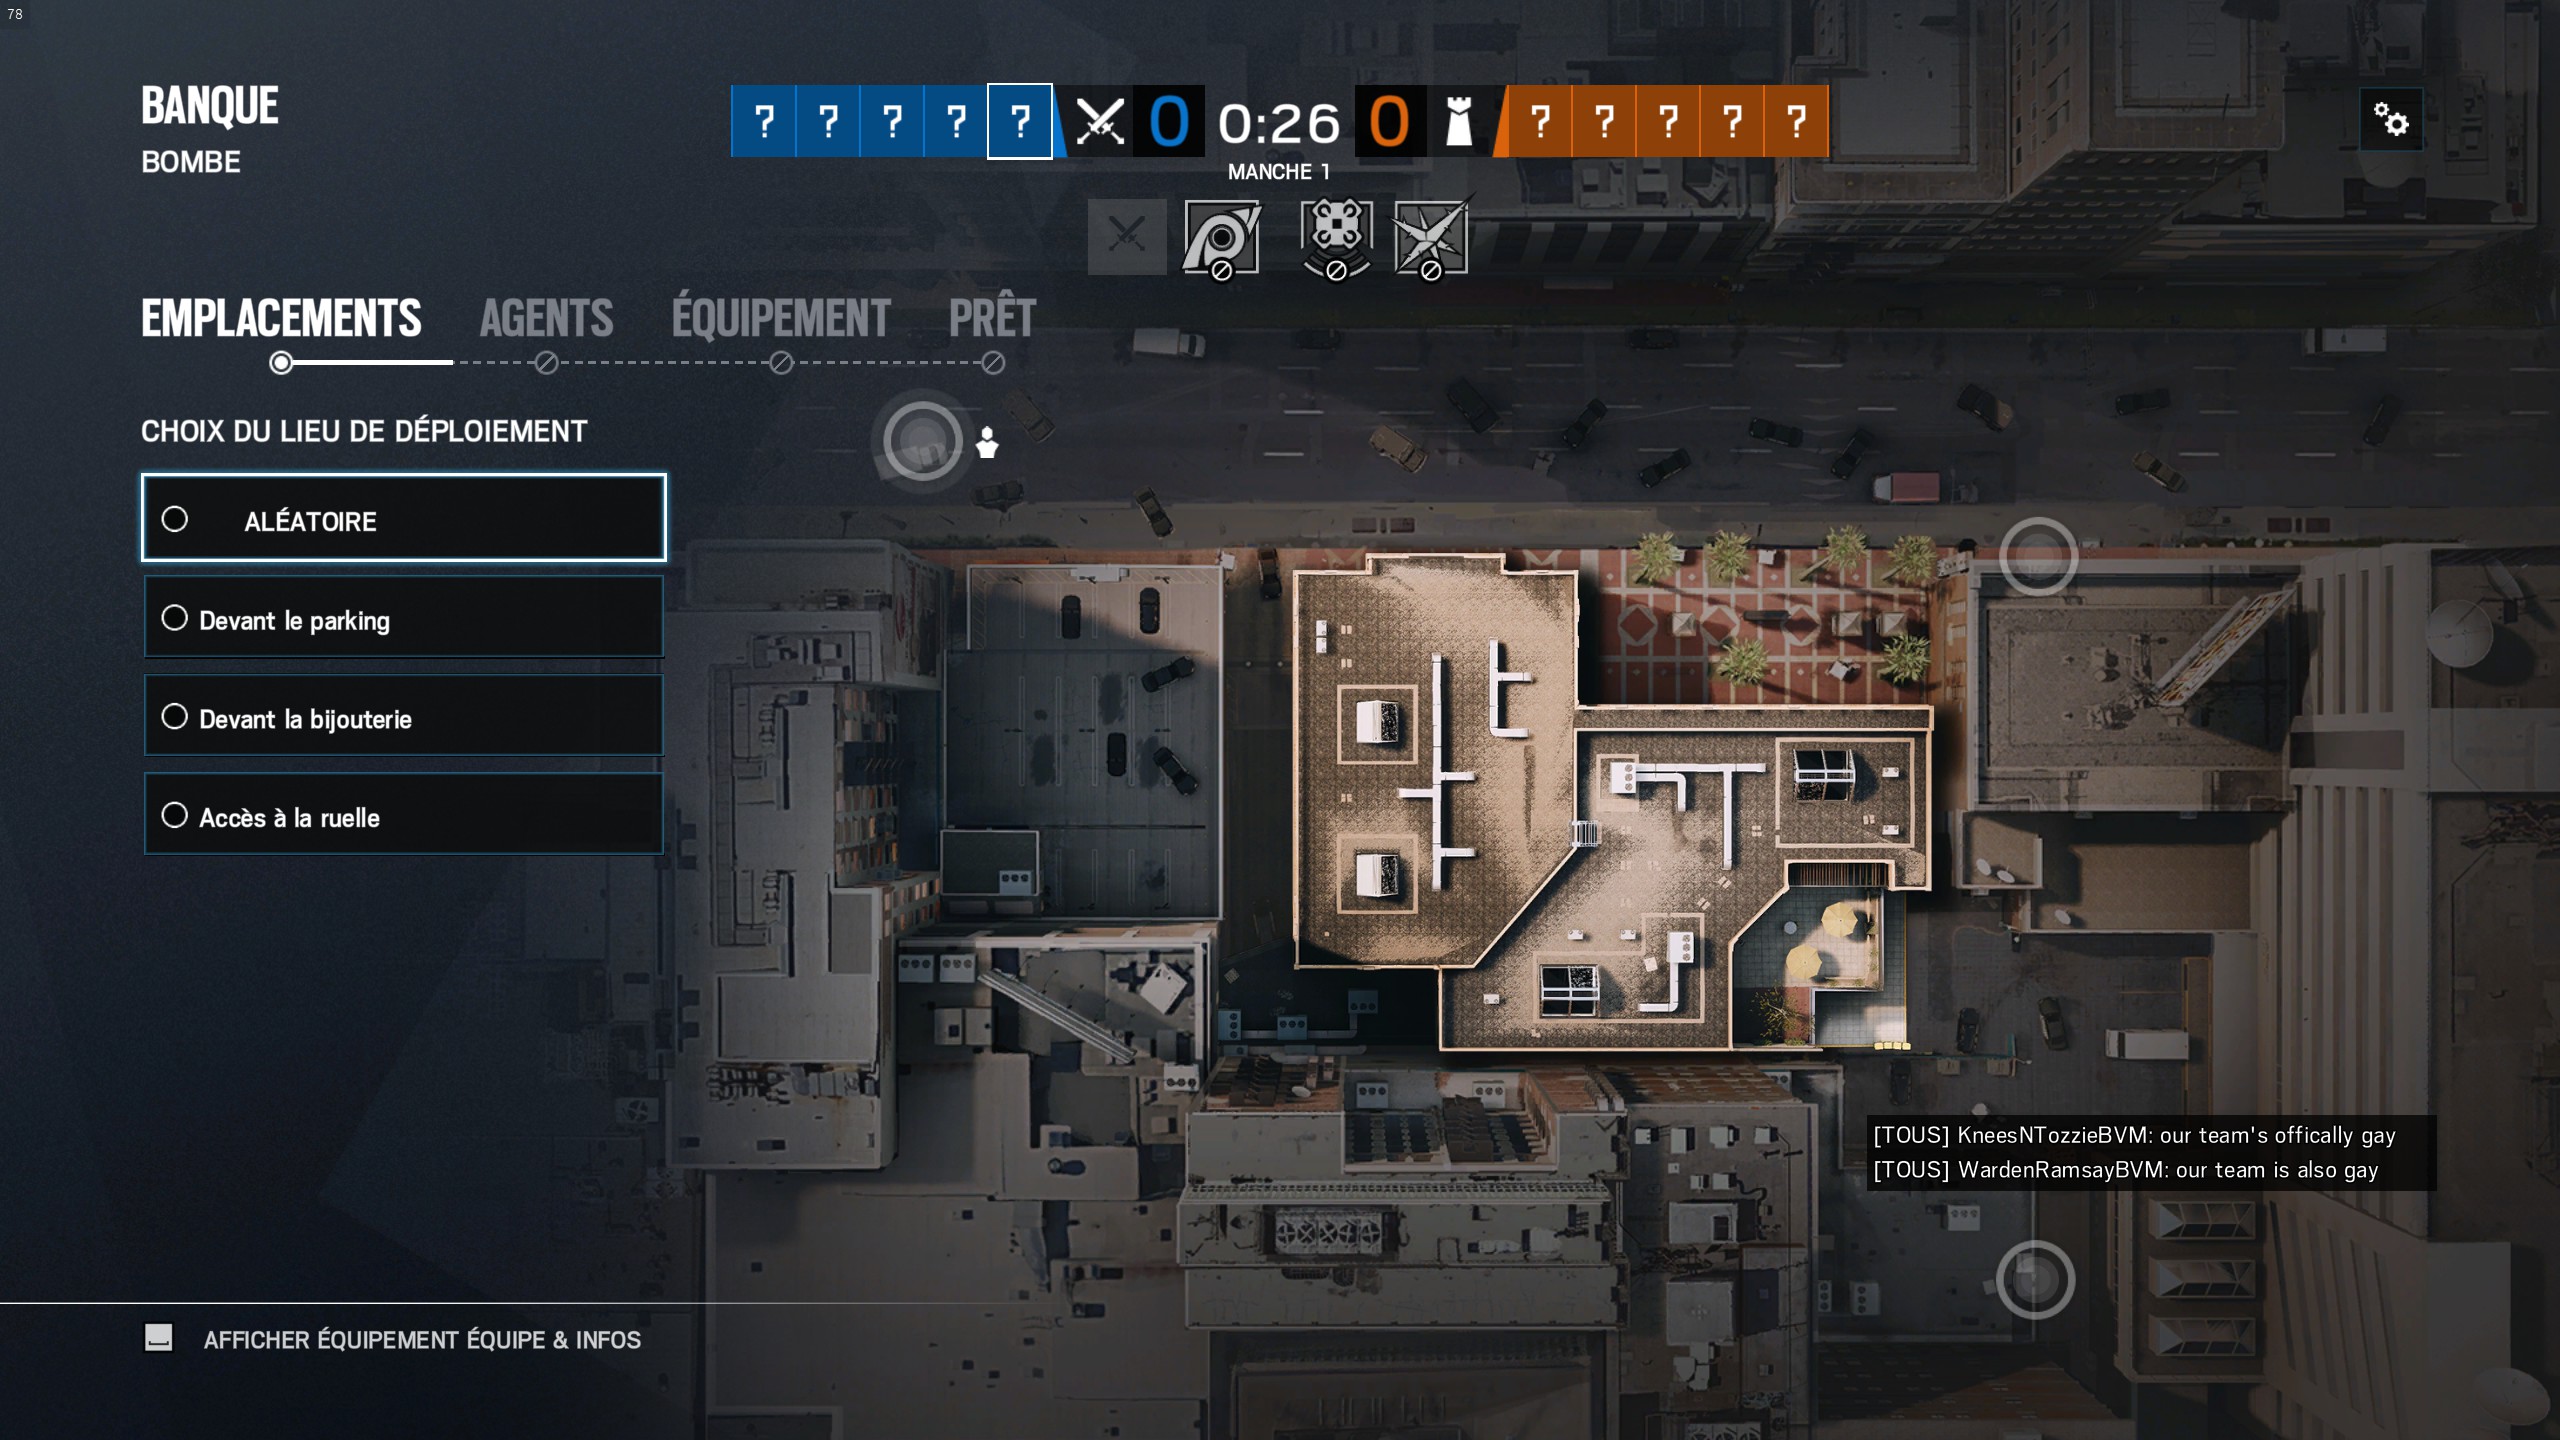 78
BANQUE
BOMBE
? ? ? ? ? 0 0:26 0 ? ? ? ? ?
MANCHE 1
EMPLACEMENTS AGENTS ÉQUIPEMENT PRÊT
CHOIX DU LIEU DE DÉPLOIEMENT
ALÉATOIRE
Devant le parking
Devant la bijouterie
Accès à la ruelle
[TOUS] KneesNTozzieBVM: our team's offically gay
[TOUS] WardenRamsayBVM: our team is also gay
AFFICHER ÉQUIPEMENT ÉQUIPE & INFOS